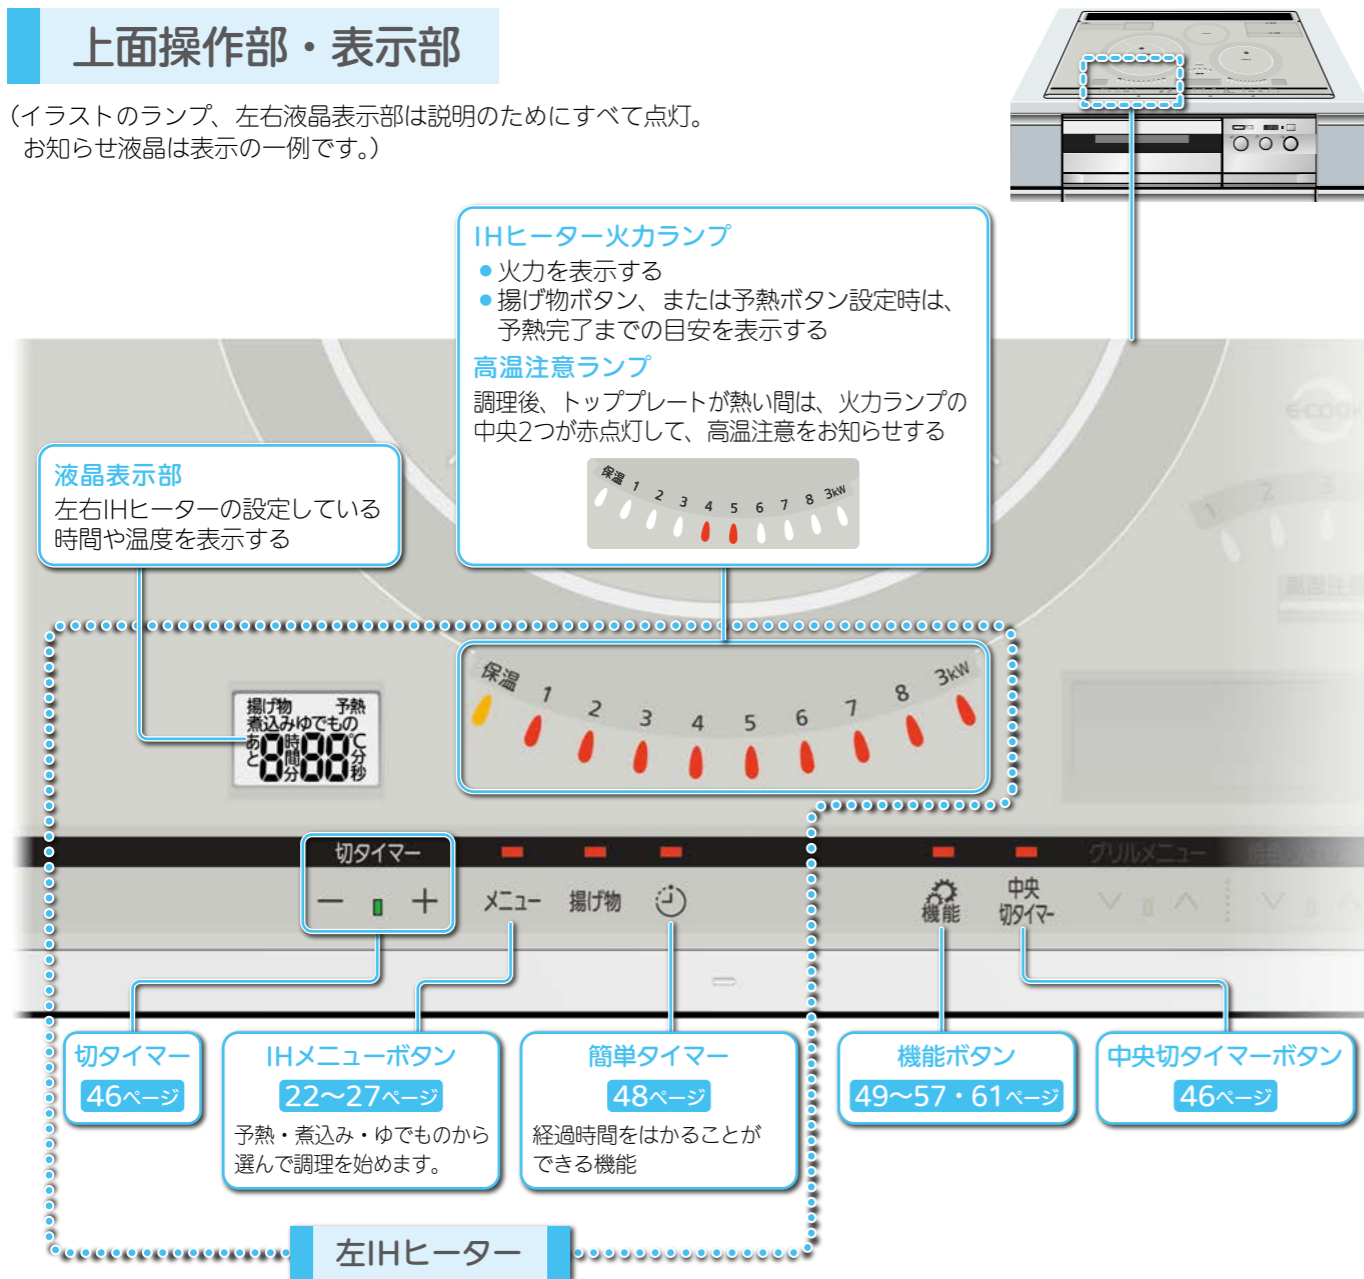 上面操作部・表示部
(イラストのランプ、左右液晶表示部は説明のためにすべて点灯。
お知らせ液晶は表示の一例です。)
IHヒーター火力ランプ
●火力を表示する
●揚げ物ボタン、または予熱ボタン設定時は、
予熱完了までの目安を表示する
高温注意ランプ
調理後、トッププレートが熱い間は、火力ランプの
中央2つが赤点灯して、高温注意をお知らせする
保温 1 2 3 4 5 6 7 8 3kW
液晶表示部
左右IHヒーターの設定している
時間や温度を表示する
揚げ物 予熱
煮込みゆでもの
あと8時間分88℃分秒
保温 1 2 3 4 5 6 7 8 3kW
1 2 3
切タイマー
グリルメニュー
− +
メニュー
揚げ物
機能
中央
切タイマー
切タイマー
46ページ
IHメニューボタン
22〜27ページ
予熱・煮込み・ゆでものから
選んで調理を始めます。
簡単タイマー
48ページ
経過時間をはかることが
できる機能
機能ボタン
49〜57・61ページ
中央切タイマーボタン
46ページ
左IHヒーター